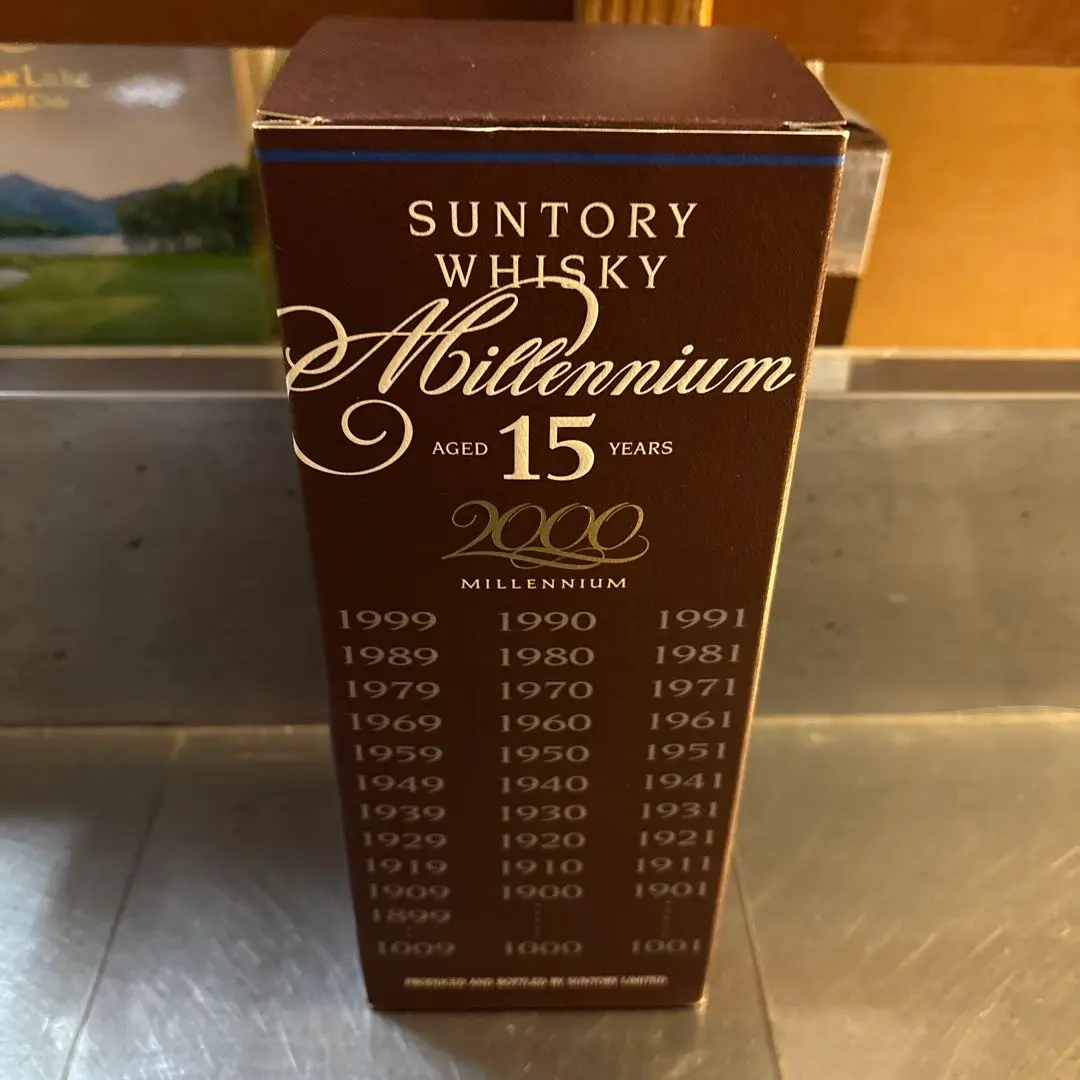 Lake
SUNTORY
WHISKY
Millennium
AGED 15 YEARS
2000
MILLENNIUM
1999 1990 1991
1989 1980 1981
1979 1970 1971
1969 1960 1961
1959 1950 1951
1949 1940 1941
1939 1930 1931
1929 1920 1921
1919 1910 1911
1909 1900 1901
1899
1009 1000 1001
PRODUCED AND BOTTLED BY SUNTORY LIMITED